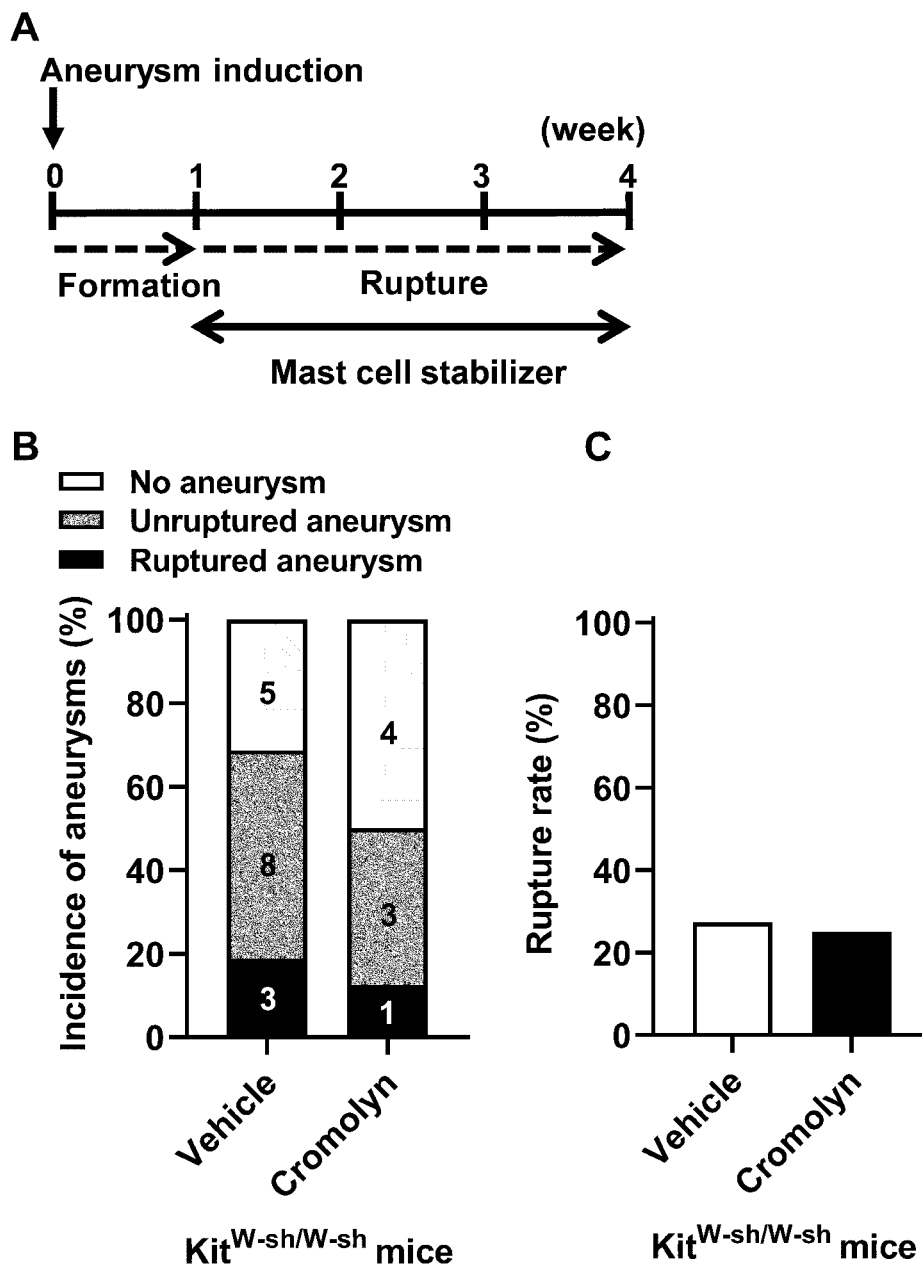 A
Aneurysm induction
(week)
0 1 2 3 4
Formation
Rupture
Mast cell stabilizer
B
No aneurysm
Unruptured aneurysm
Ruptured aneurysm
Incidence of aneurysms (%)
100
80
60
40
20
0
5
8
3
4
3
1
Vehicle
Cromolyn
Kit^W-sh/W-sh mice
C
Rupture rate (%)
100
80
60
40
20
0
Vehicle
Cromolyn
Kit^W-sh/W-sh mice